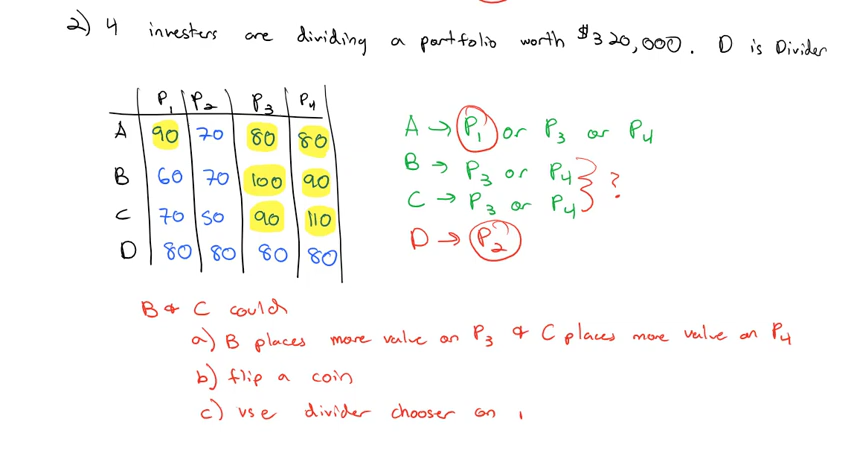 2) 4 investers are dividing a portfolio worth $320,000. D is Divider
P1 P2 P3 P4
A 90 70 80 80
B 60 70 100 90
C 70 50 90 110
D 80 80 80 80
A → P1 or P3 or P4
B → P3 or P4
C → P3 or P4
?
D → P2
B & C could
a) B places more value on P3 & C places more value on P4
b) flip a coin
c) use divider chooser on